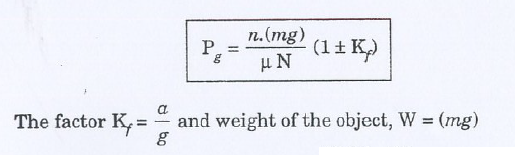 P_g = n.(mg) / μ N (1 ± K_f)
The factor K_f = a / g and weight of the object, W = (mg)